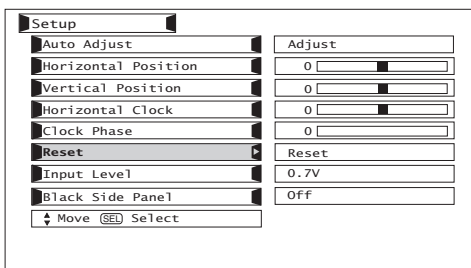 Setup
Auto Adjust Adjust
Horizontal Position 0
Vertical Position 0
Horizontal Clock 0
Clock Phase 0
Reset Reset
Input Level 0.7V
Black Side Panel Off
Move SEL Select